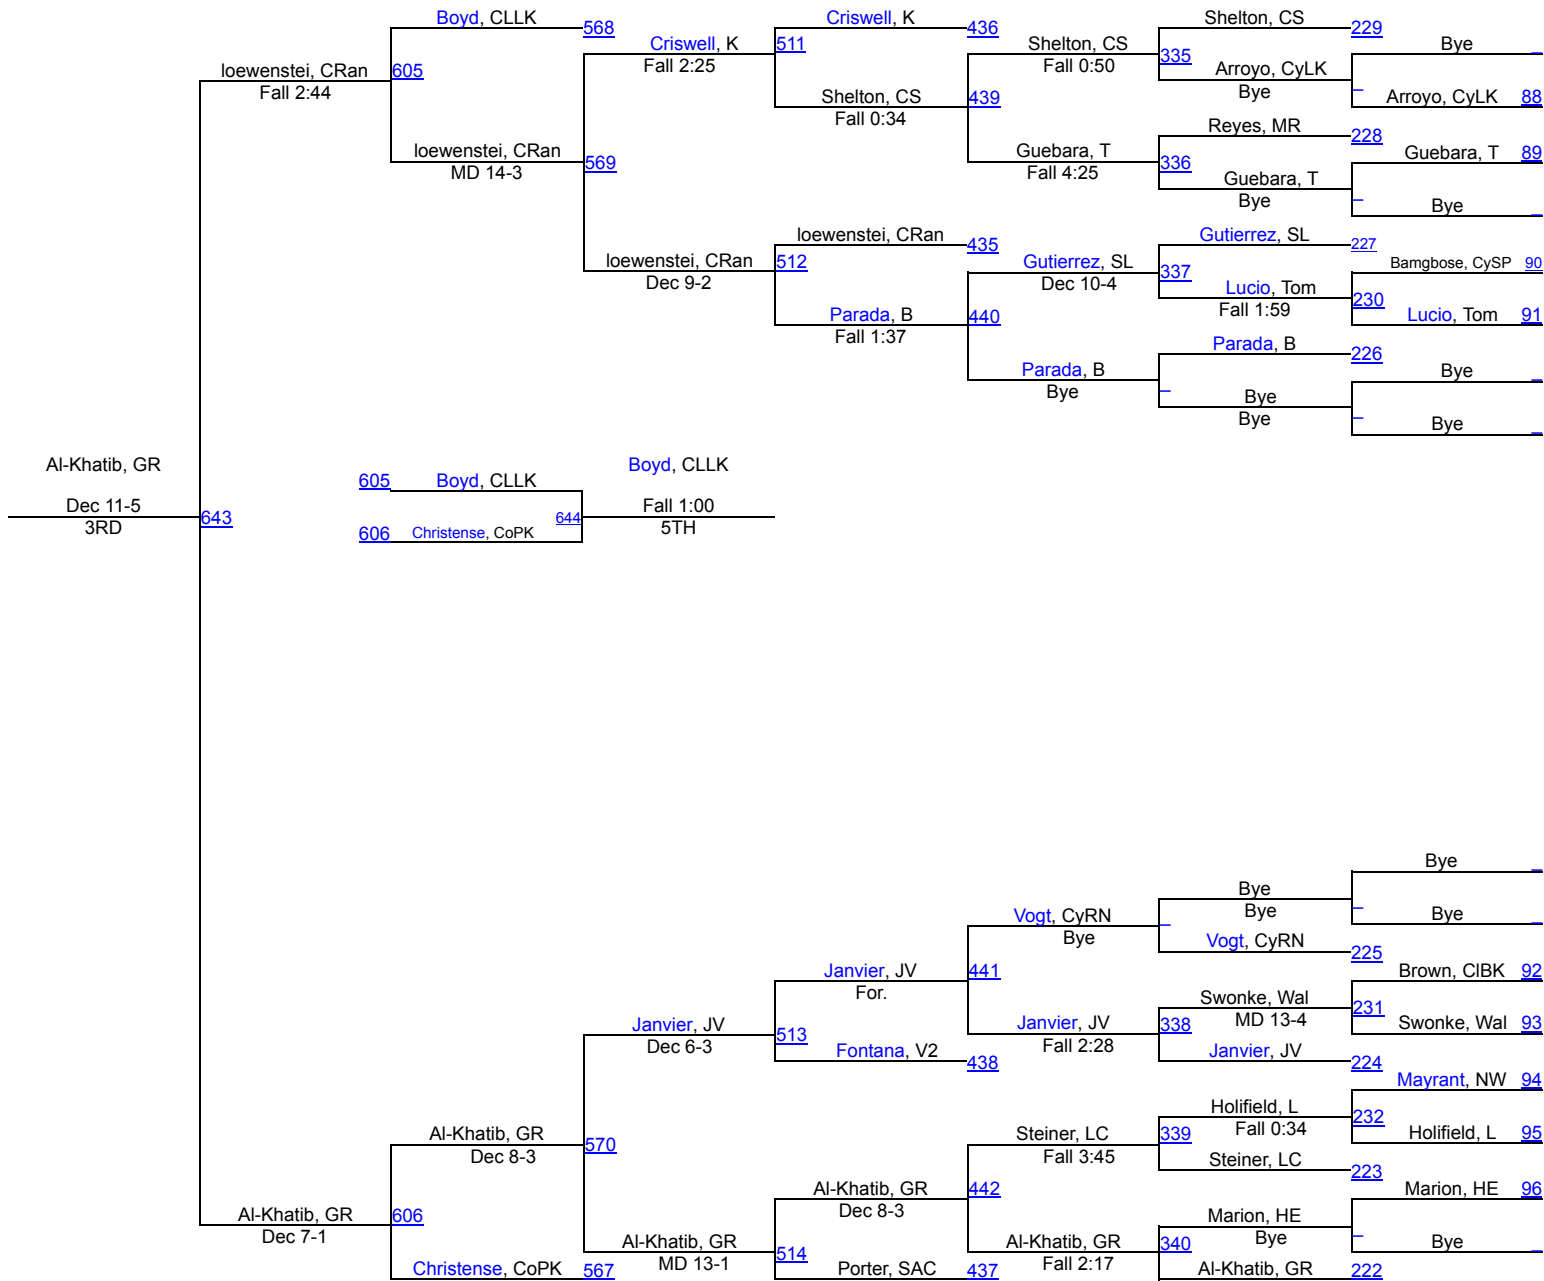 Boyd, CLLK
568
Criswell, K
436
Shelton, CS
229
Criswell, K
Fall 2:25
511
Shelton, CS
Fall 0:50
335
Bye
loewenstei, CRan
Fall 2:44
605
Arroyo, CyLK
Bye
Shelton, CS
Fall 0:34
439
Arroyo, CyLK 88
Reyes, MR
228
loewenstei, CRan
MD 14-3
569
Guebara, T
Fall 4:25
336
Guebara, T 89
Guebara, T
Bye
Bye
loewenstei, CRan
435
Gutierrez, SL
227
loewenstei, CRan
Dec 9-2
512
Gutierrez, SL
Dec 10-4
337
Bamgbose, CySP 90
Lucio, Tom
Fall 1:59
230
Parada, B
Fall 1:37
440
Lucio, Tom 91
Parada, B
226
Parada, B
Bye
Bye
Bye
Bye
Bye
Al-Khatib, GR
Boyd, CLLK
605 Boyd, CLLK
Dec 11-5
3RD
643
Fall 1:00
5TH
644
606 Christense, CoPK
Bye
Bye
Bye
Vogt, CyRN
Bye
Bye
Vogt, CyRN
225
Janvier, JV
For.
441
Brown, ClBK 92
Swonke, Wal
MD 13-4
231
Janvier, JV
Dec 6-3
513
Janvier, JV
Fall 2:28
338
Swonke, Wal 93
Fontana, V2
438
Janvier, JV
224
Mayrant, NW 94
Holifield, L
Fall 0:34
232
Al-Khatib, GR
Dec 8-3
570
Steiner, LC
Fall 3:45
339
Holifield, L 95
Steiner, LC
223
Al-Khatib, GR
Dec 8-3
442
Marion, HE 96
Al-Khatib, GR
Dec 7-1
606
Marion, HE
Bye
Al-Khatib, GR
MD 13-1
514
Al-Khatib, GR
Fall 2:17
340
Bye
Christense, CoPK
567
Porter, SAC
437
Al-Khatib, GR
222